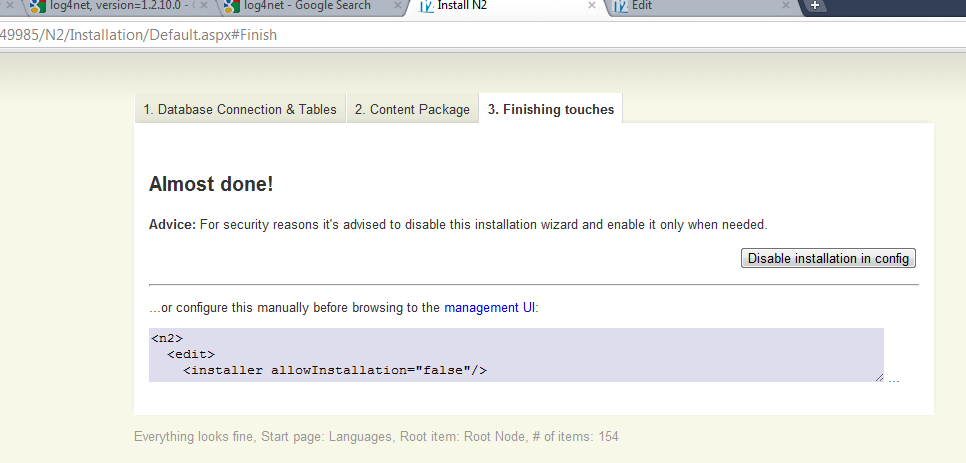 log4net, version=1.2.10.0 -
log4net - Google Search
Install N2
Edit
49985/N2/Installation/Default.aspx#Finish
1. Database Connection & Tables
2. Content Package
3. Finishing touches
Almost done!
Advice: For security reasons it's advised to disable this installation wizard and enable it only when needed.
Disable installation in config
...or configure this manually before browsing to the management UI:
<n2>
<edit>
<installer allowInstallation="false"/>
...
Everything looks fine, Start page: Languages, Root item: Root Node, # of items: 154